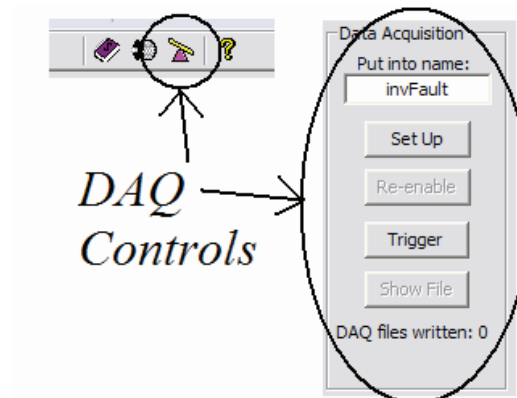 Data Acquisition
Put into name:
invFault
Set Up
Re-enable
Trigger
Show File
DAQ files written: 0
DAQ
Controls